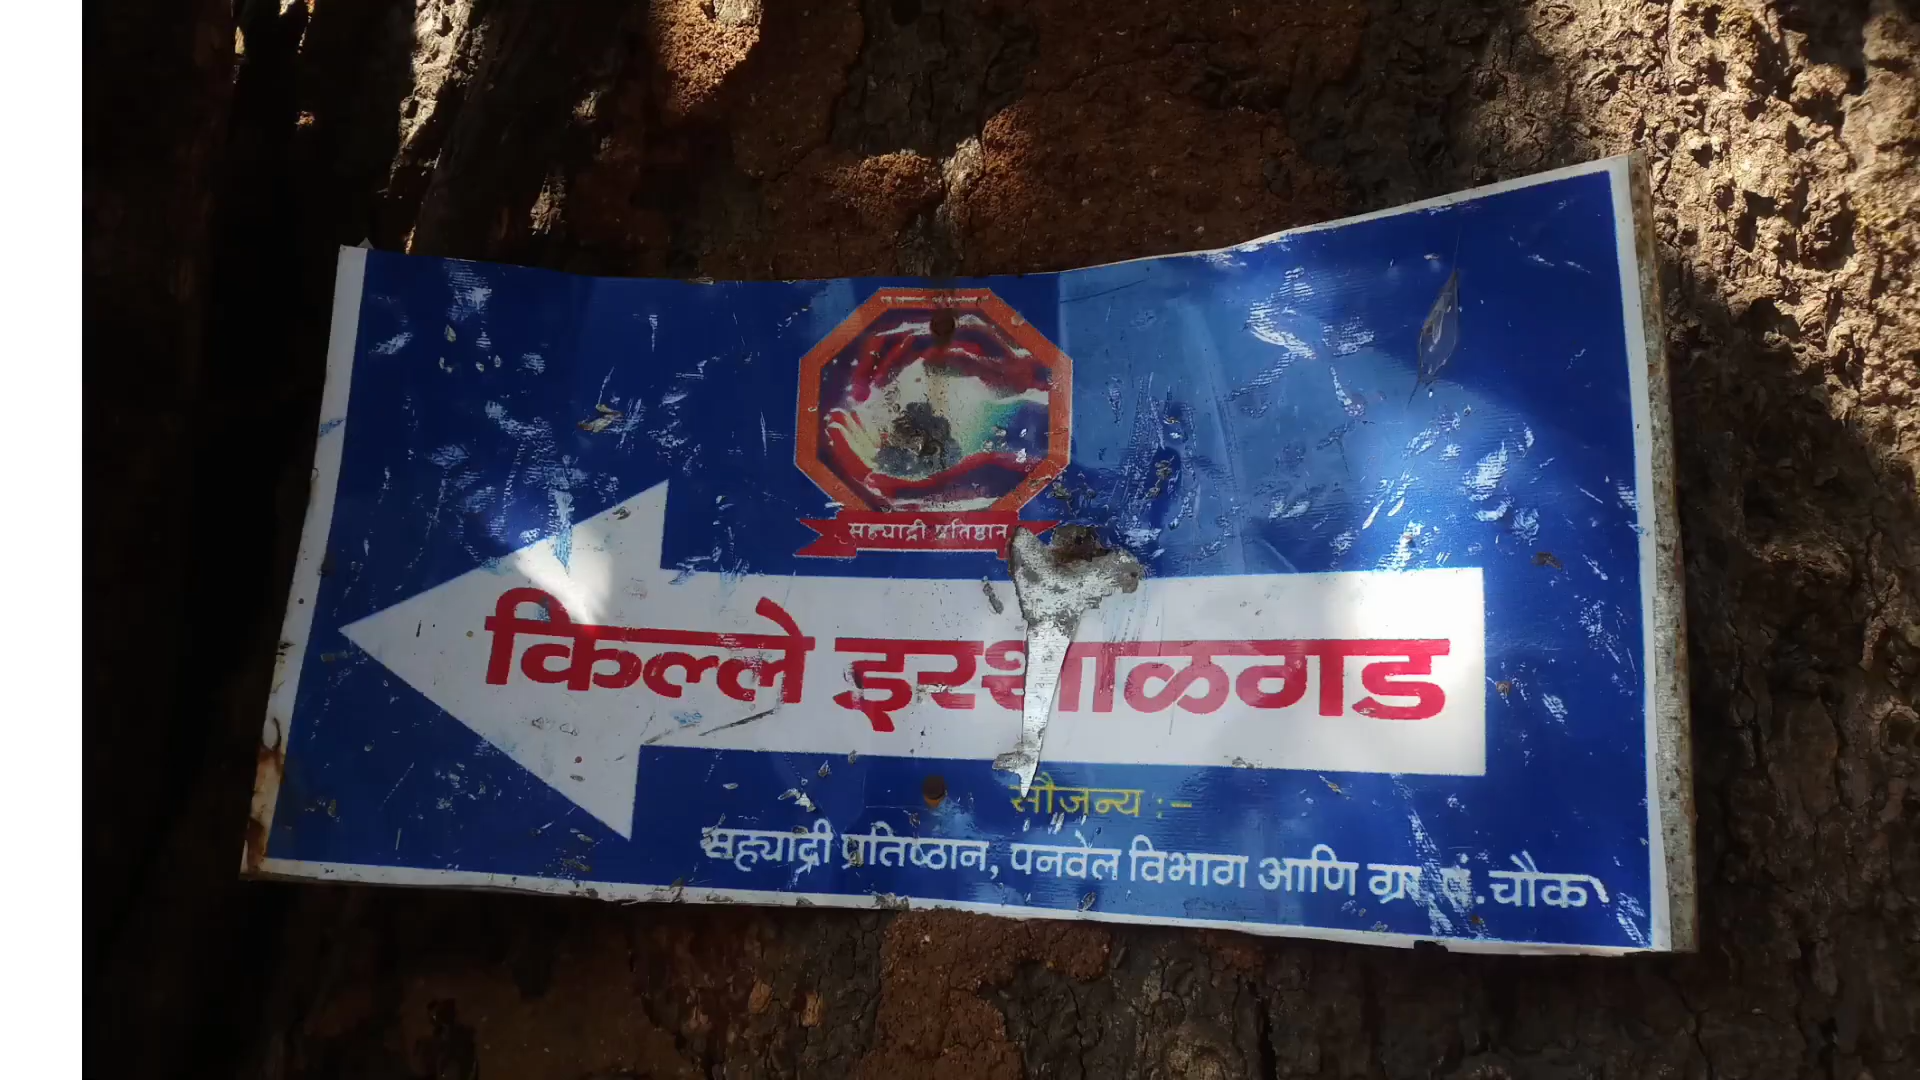 सह्याद्री प्रतिष्ठान
किल्ले इरशाळगड
सौजन्य :-
सह्याद्री प्रतिष्ठान, पनवेल विभाग आणि ग्रा. पं. चौक